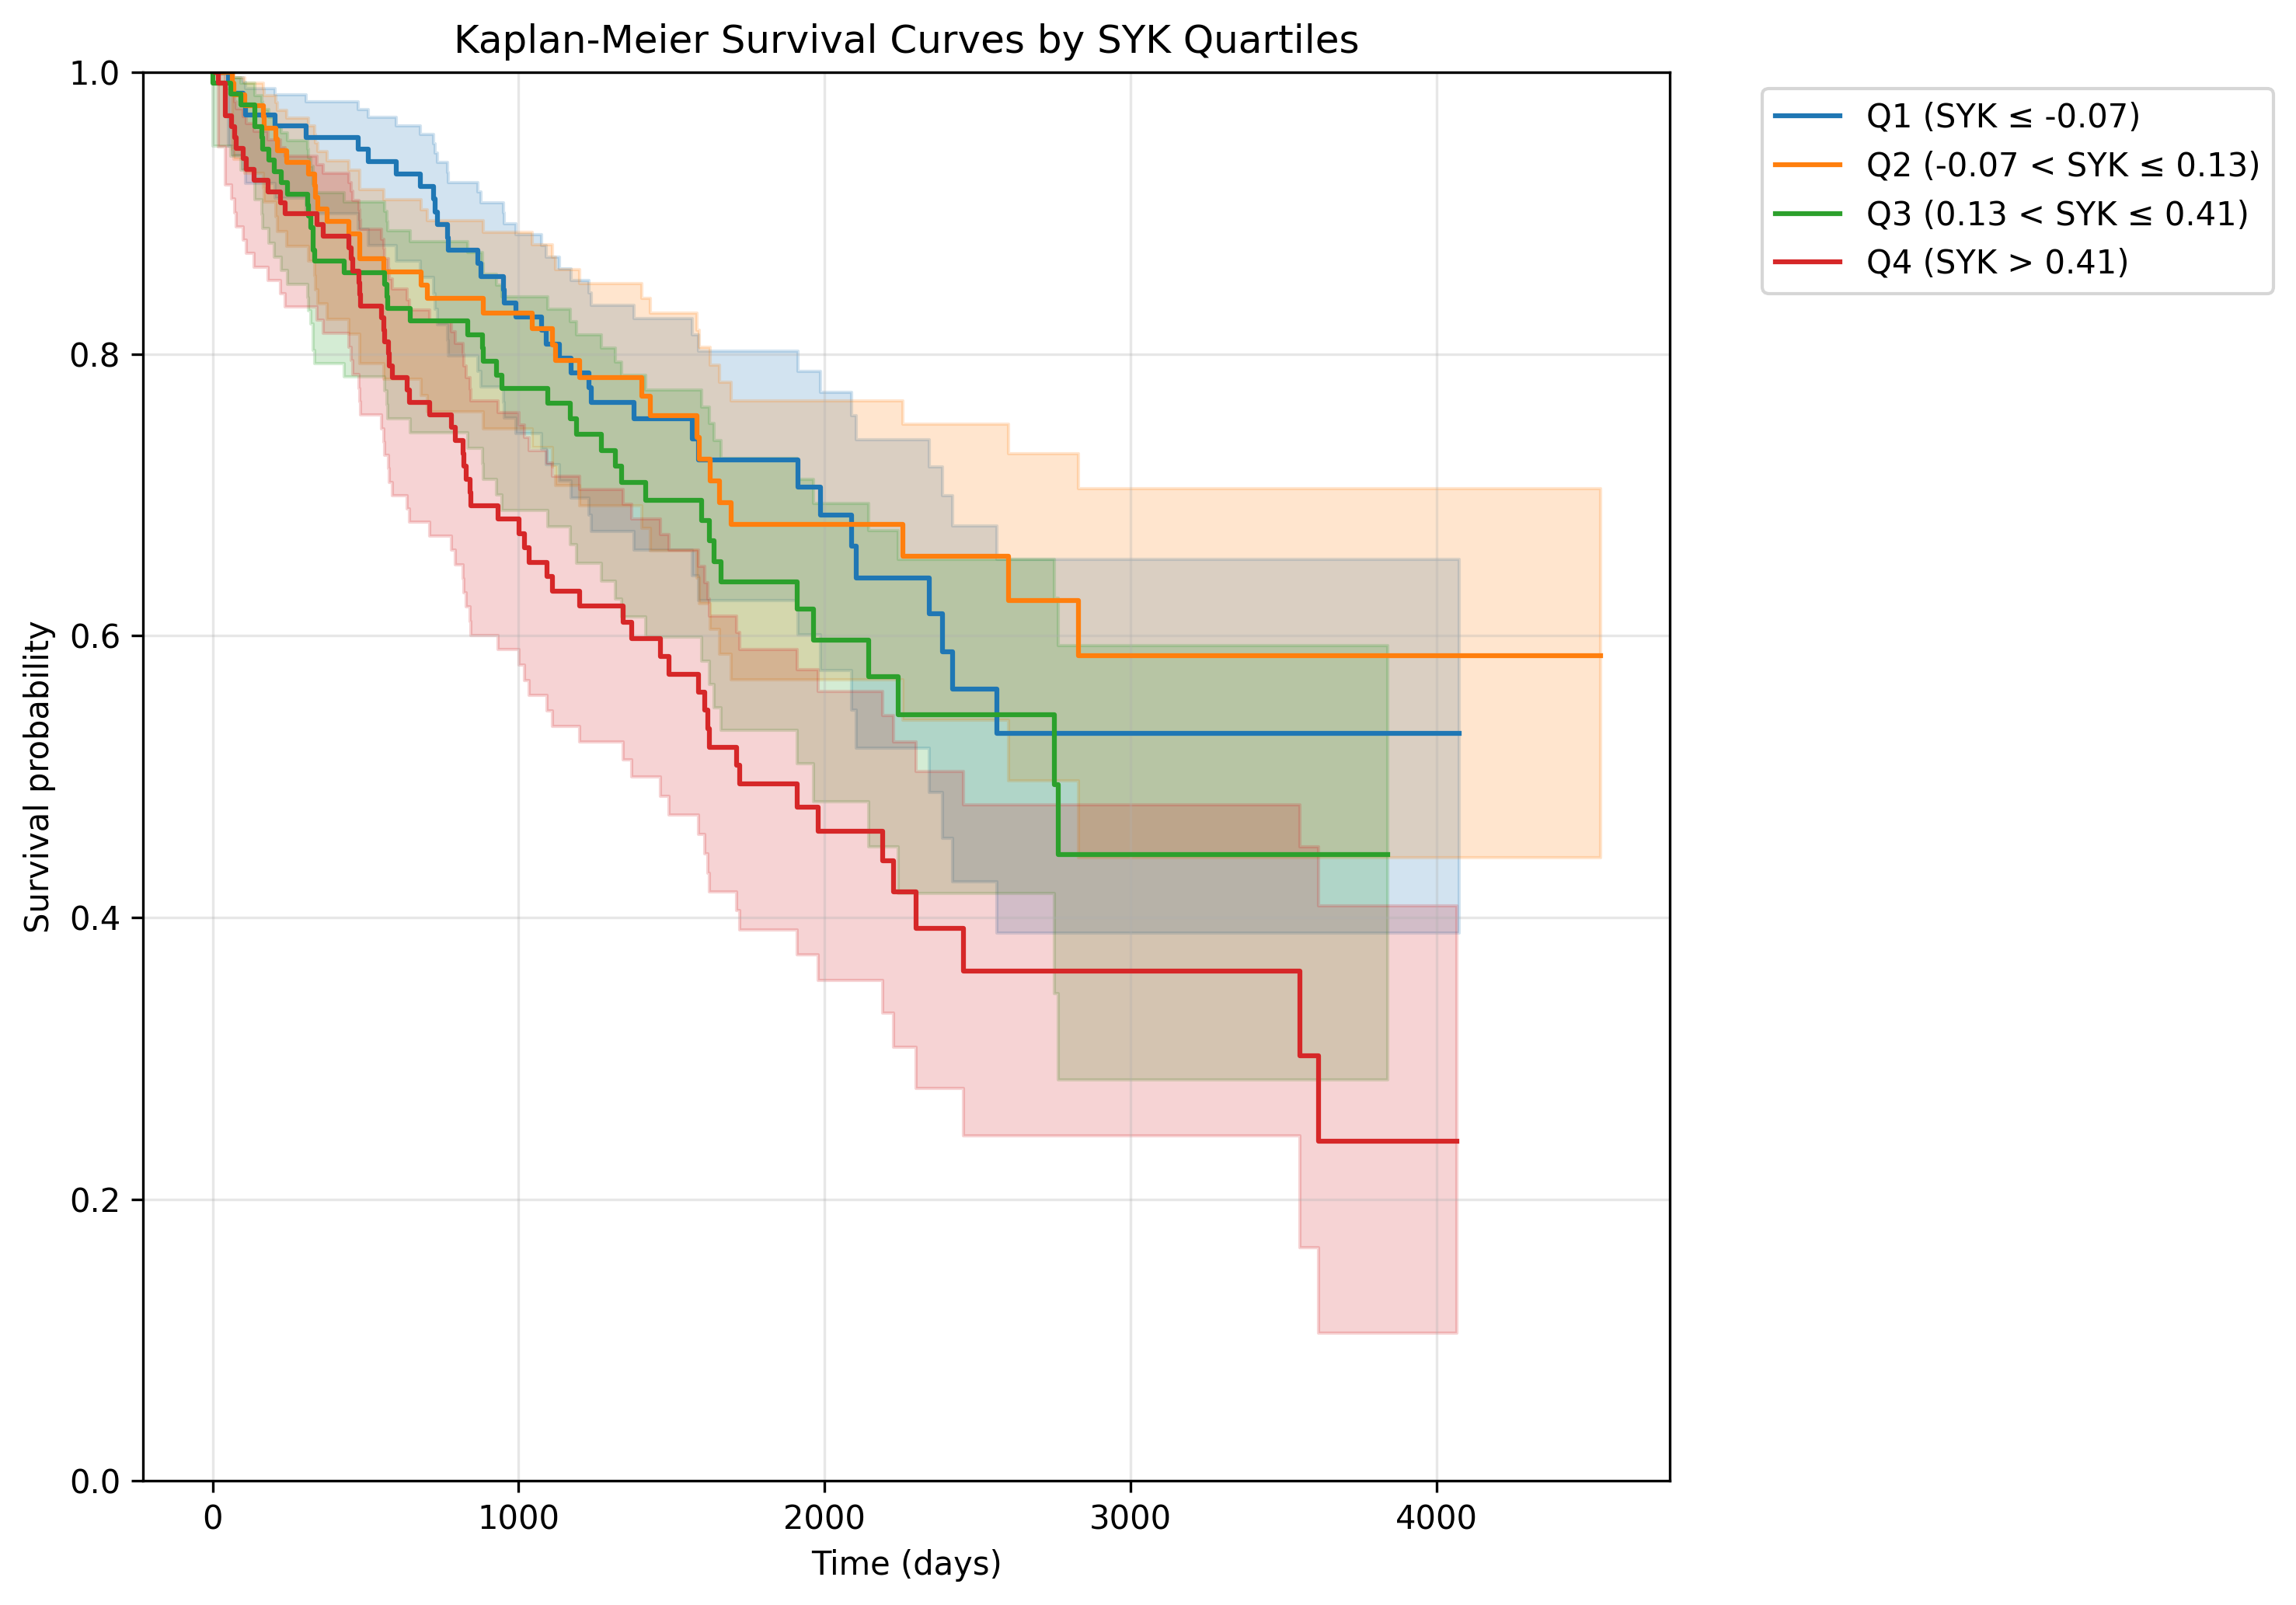 Kaplan-Meier Survival Curves by SYK Quartiles
1.0
0.8
0.6
0.4
0.2
0.0
Survival probability
0 1000 2000 3000 4000
Time (days)
Q1 (SYK ≤ -0.07)
Q2 (-0.07 < SYK ≤ 0.13)
Q3 (0.13 < SYK ≤ 0.41)
Q4 (SYK > 0.41)